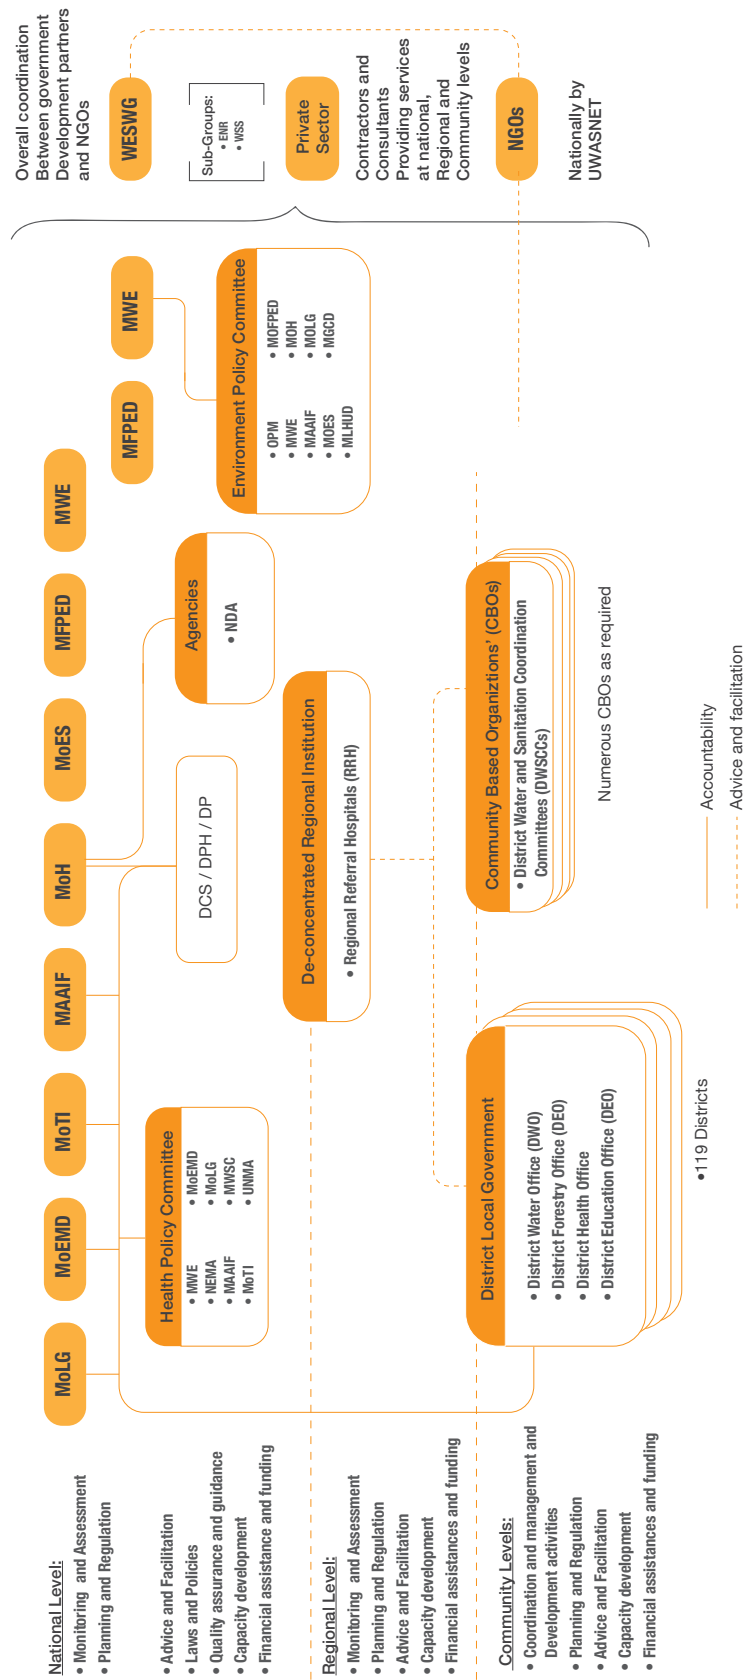 National Level:
• Monitoring and Assessment
• Planning and Regulation
• Advice and Facilitation
• Laws and Policies
• Quality assurance and guidance
• Capacity development
• Financial assistance and funding
Regional Level:
• Monitoring and Assessment
• Planning and Regulation
• Advice and Facilitation
• Capacity development
• Financial assistances and funding
Community Levels:
• Coordination and management and
Development activities
• Planning and Regulation
• Advice and Facilitation
• Capacity development
• Financial assistances and funding
MoLG
MoEMD
MoTI
MAAIF
MoH
MoES
MFPED
MWE
MFPED
MWE
Health Policy Committee
• MWE
• NEMA
• MAAIF
• MoTI
• MoEMD
• MoLG
• MWSC
• UNMA
DCS / DPH / DP
Agencies
• NDA
Environment Policy Committee
• OPM
• MWE
• MAAIF
• MOES
• MLHUD
• MOFPED
• MOH
• MOLG
• MGCD
De-concentrated Regional Institution
• Regional Referral Hospitals (RRH)
District Local Government
• District Water Office (DWO)
• District Forestry Office (DEO)
• District Health Office
• District Education Office (DEO)
•119 Districts
Community Based Organiztions' (CBOs)
• District Water and Sanitation Coordination
Committees (DWSCCs)
Numerous CBOs as required
Overall coordination
Between government
Development partners
and NGOs
WESWG
Sub-Groups:
• ENR
• WSS
Private
Sector
Contractors and
Consultants
Providing services
at national,
Regional and
Community levels
NGOs
Nationally by
UWASNET
Accountability
Advice and facilitation